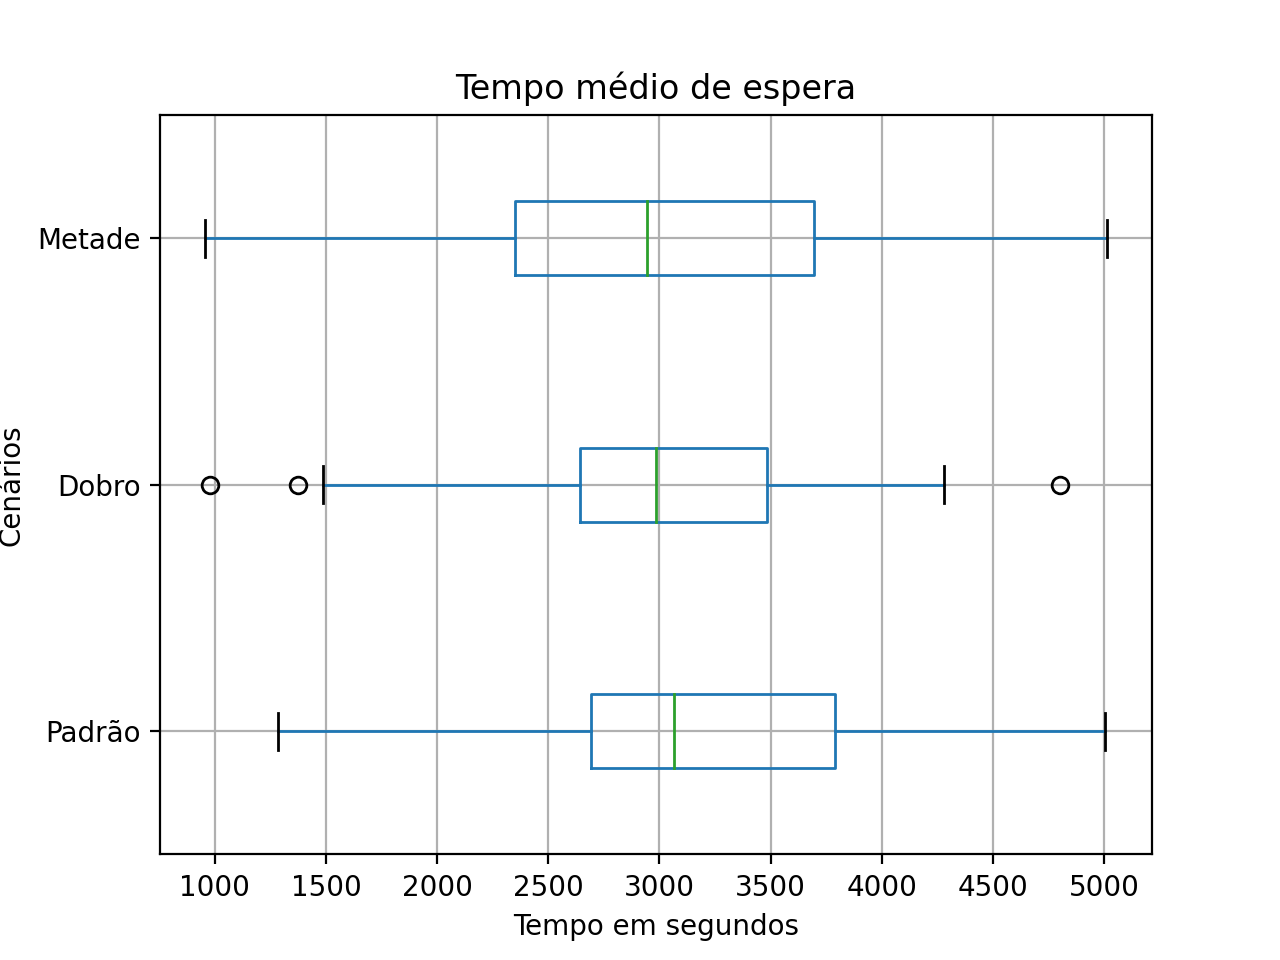 Tempo médio de espera
Metade
Dobro
Padrão
Cenários
1000 1500 2000 2500 3000 3500 4000 4500 5000
Tempo em segundos